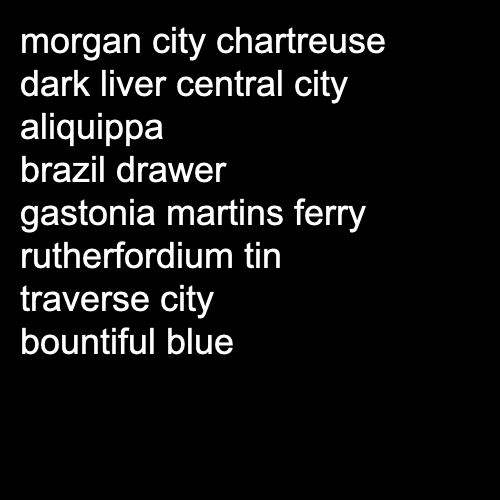 morgan city chartreuse
dark liver central city
aliquippa
brazil drawer
gastonia martins ferry
rutherfordium tin
traverse city
bountiful blue